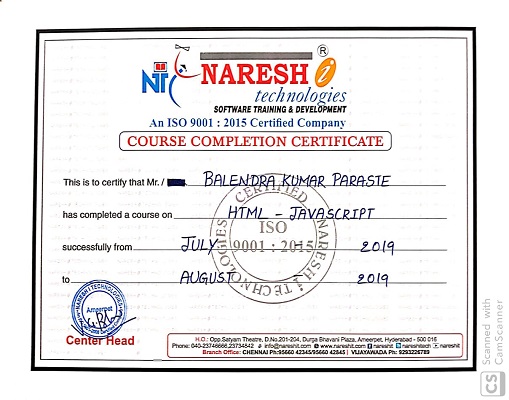 NARESH i ®
NT
technologies
SOFTWARE TRAINING & DEVELOPMENT
An ISO 9001 : 2015 Certified Company
COURSE COMPLETION CERTIFICATE
This is to certify that Mr. / BALENDRA KUMAR PARASTE
has completed a course on HTML - JAVASCRIPT
successfully from JULY 2019
to AUGUST 2019
CERTIFIED
ISO
9001 : 2015
NARESH i TECHNOLOGIES
NARESH i TECHNOLOGIES
Ameerpet
Center Head
H.O.: Opp.Satyam Theatre, D.No.201-204, Durga Bhavani Plaza, Ameerpet, Hyderabad - 500 016
Phone: 040-23746666,23734842 info@nareshit.com www.nareshit.com nareshit nareshitech nareshit
Branch Office: CHENNAI Ph:95660 42345/95660 42845 | VIJAYAWADA Ph: 9293226789
Scanned with
CamScanner
CS